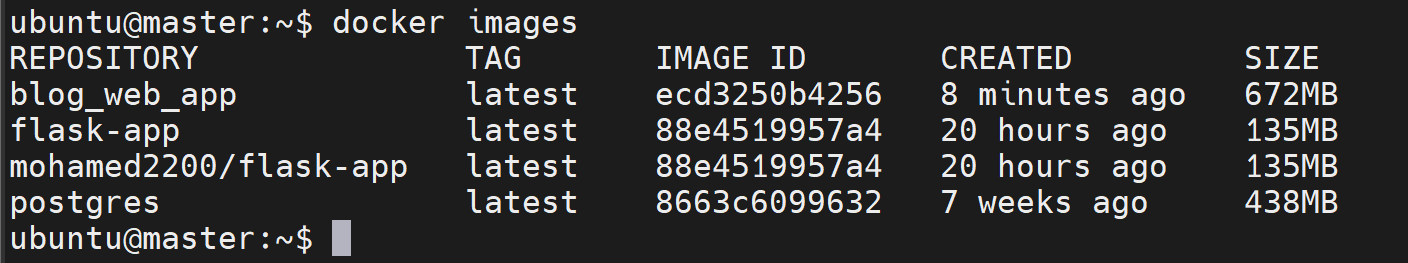 ubuntu@master:~$ docker images
REPOSITORY TAG IMAGE ID CREATED SIZE
blog_web_app latest ecd3250b4256 8 minutes ago 672MB
flask-app latest 88e4519957a4 20 hours ago 135MB
mohamed2200/flask-app latest 88e4519957a4 20 hours ago 135MB
postgres latest 8663c6099632 7 weeks ago 438MB
ubuntu@master:~$